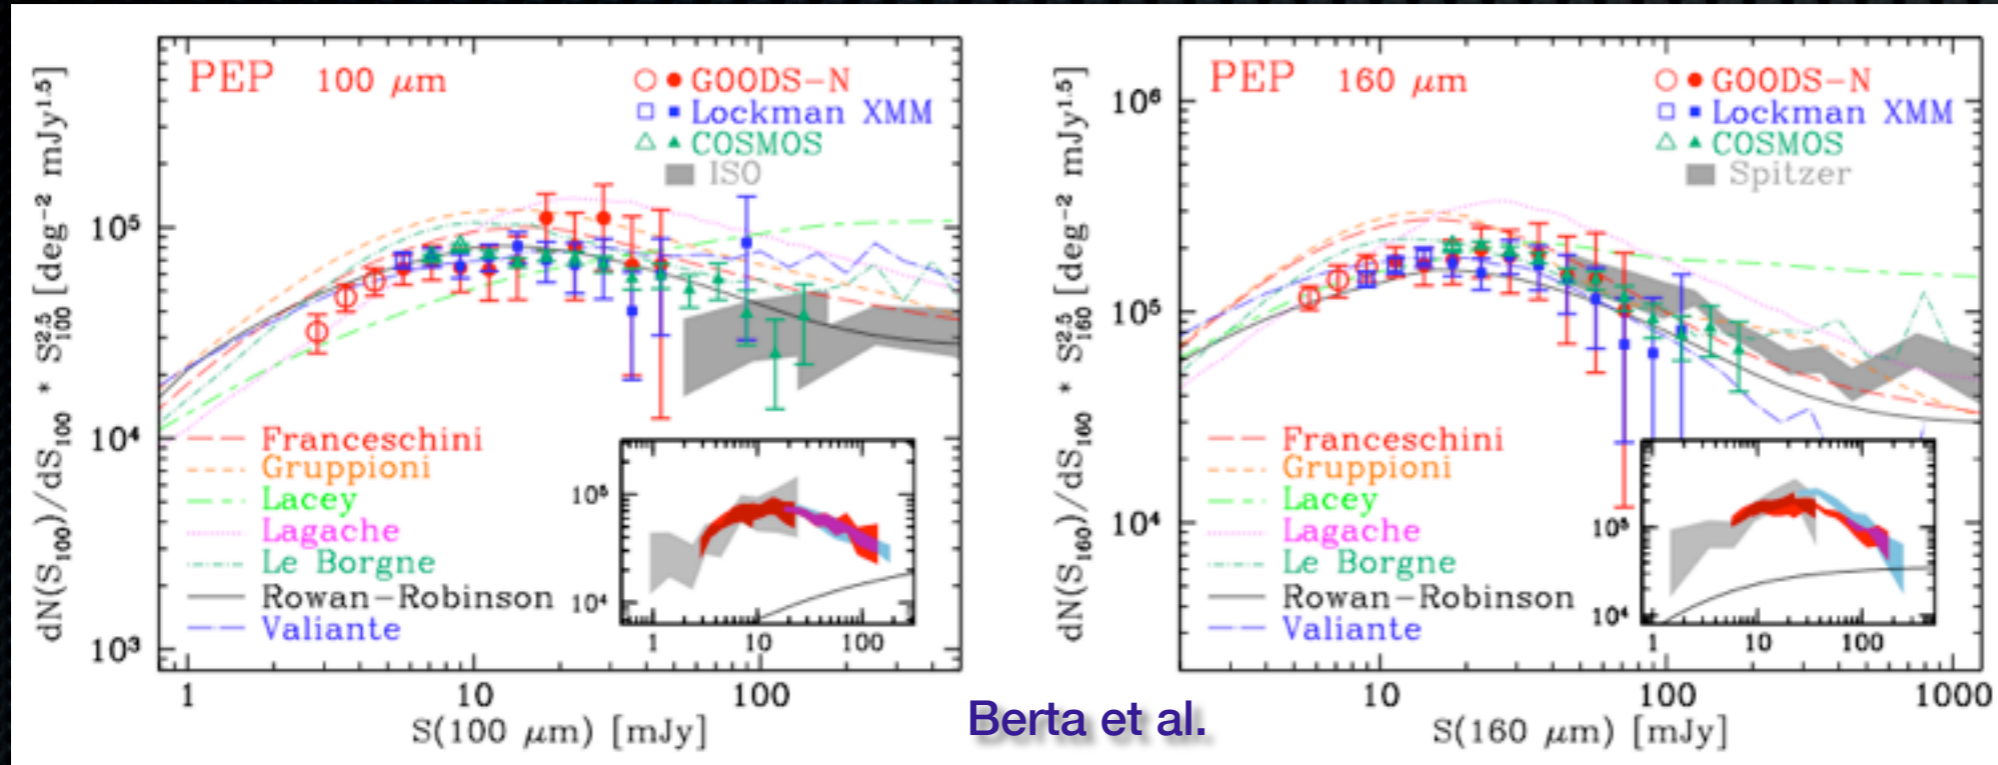 PEP 100 μm
GOODS-N
Lockman XMM
COSMOS
ISO
dN(S₁₀₀)/dS₁₀₀ * S₁₀₀^2.5 [deg⁻² mJy^1.5]
10⁵
10⁴
10³
Franceschini
Gruppioni
Lacey
Lagache
Le Borgne
Rowan-Robinson
Valiante
10⁵
10⁴
1 10 100
1 10 100
S(100 μm) [mJy]
Berta et al.
PEP 160 μm
GOODS-N
Lockman XMM
COSMOS
Spitzer
dN(S₁₆₀)/dS₁₆₀ * S₁₆₀^2.5 [deg⁻² mJy^1.5]
10⁶
10⁵
10⁴
Franceschini
Gruppioni
Lacey
Lagache
Le Borgne
Rowan-Robinson
Valiante
10⁵
10⁴
1 10 100
10 100 1000
S(160 μm) [mJy]